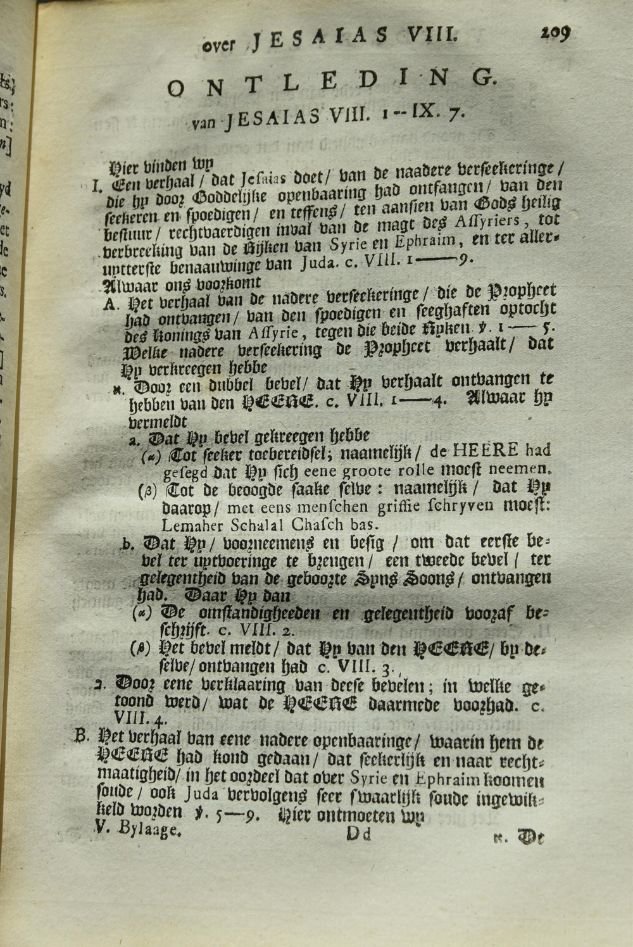 over JESAIAS VIII. 209
ONTLEDING.
van JESAIAS VIII. 1--IX. 7.
Hier vinden wy
I. Een verhaal/ dat Jesaias doet/ van de naadere verseekeringe/
die hy door Goddelijke openbaaring had ontfangen/ van den
seekeren en spoedigen/ en teffens/ ten aansien van Gods heilig
bestuur/ rechtvaerdigen inval van de magt des Assyriers, tot
verbreeking van de Rijken van Syrie en Ephraim, en ter aller-
uytterste benaauwinge van Juda. c. VIII. 1——9.
Alwaar ons voorkomt
A. Het verhaal van de nadere verseekeringe/ die de Propheet
had ontvangen/ van den spoedigen en seeghaften optocht
des Konings van Assyrie, tegen die beide Ryken ℣. 1—— 5.
Welke nadere verseekering de Propheet verhaalt/ dat
Hy verkreegen hebbe
א. Door een dubbel bevel/ dat Hy verhaalt ontvangen te
hebben van den HEERE. c. VIII. 1——4. Alwaar hy
vermeldt
a. Dat Hy bevel gekreegen hebbe
(α) Tot seeker toebereidsel; naamelijk/ de HEERE had
gesegd dat Hy sich eene groote rolle moest neemen.
(β) Tot de beoogde saake selve: naamelijk/ dat Hy
daarop/ met eens menschen griffie schryven moest:
Lemaher Schalal Chasch bas.
b. Dat Hy/ voorneemens en besig/ om dat eerste be-
vel ter uytvoeringe te brengen/ een tweede bevel/ ter
gelegentheid van de geboorte Syns Soons/ ontvangen
had. Daar Hy dan
(α) De omstandigheeden en gelegentheid vooraf be-
schrijft. c. VIII. 2.
(β) Het bevel meldt/ dat Hy van den HEERE/ by de-
selve/ ontvangen had c. VIII. 3.
ב. Door eene verklaaring van deese bevelen; in welke ge-
toond werd/ wat de HEERE daarmede voorhad. c.
VIII. 4.
B. Het verhaal van eene nadere openbaaringe/ waarin hem de
HEERE had kond gedaan/ dat seekerlijk en naar recht-
maatigheid/ in het oordeel dat over Syrie en Ephraim koomen
soude/ ook Juda vervolgens seer swaarlijk soude ingewik-
keld worden ℣. 5—9. Hier ontmoeten wy
V. Bylaage. Dd א. De